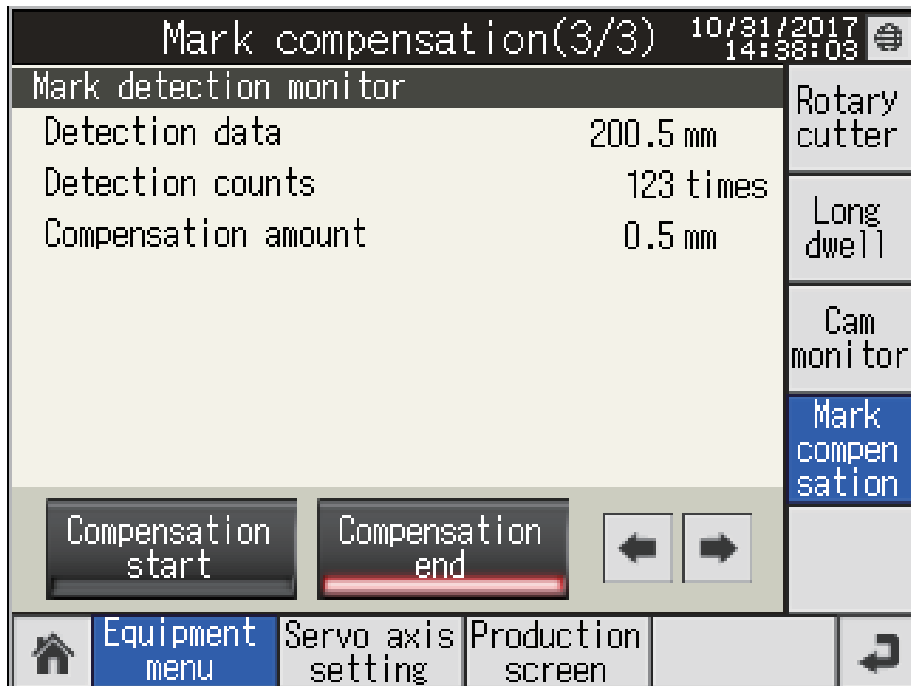 Mark compensation(3/3)
10/31/2017
14:38:03
Mark detection monitor
Detection data 200.5 mm
Detection counts 123 times
Compensation amount 0.5 mm
Rotary
cutter
Long
dwell
Cam
monitor
Mark
compen
sation
Compensation
start
Compensation
end
Equipment
menu
Servo axis
setting
Production
screen